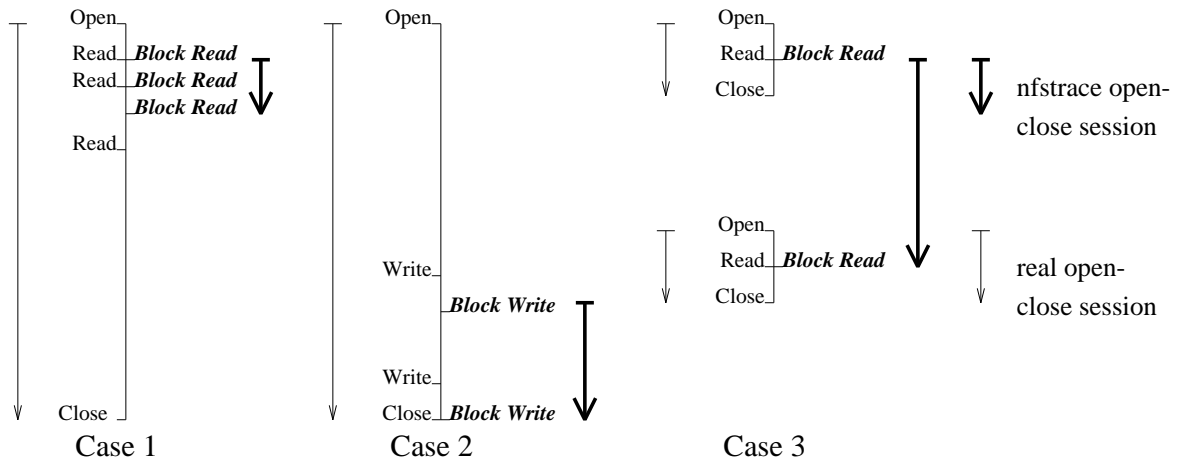 Open
Read Block Read
Read Block Read
Block Read
Read
Close
Case 1
Open
Write
Block Write
Write
Close Block Write
Case 2
Open
Read Block Read
Close
Open
Read Block Read
Close
Case 3
nfstrace open-
close session
real open-
close session